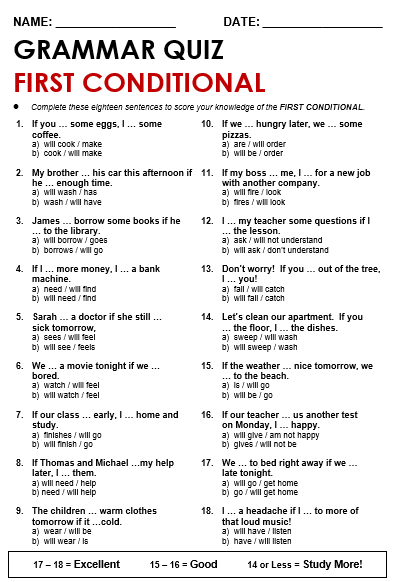 NAME: ____________________ DATE: ____________________
GRAMMAR QUIZ
FIRST CONDITIONAL
● Complete these eighteen sentences to score your knowledge of the FIRST CONDITIONAL.
1. If you … some eggs, I … some
coffee.
a) will cook / make
b) cook / will make
2. My brother … his car this afternoon if
he … enough time.
a) will wash / has
b) wash / will have
3. James … borrow some books if he
… to the library.
a) will borrow / goes
b) borrows / will go
4. If I … more money, I … a bank
machine.
a) need / will find
b) will need / find
5. Sarah … a doctor if she still …
sick tomorrow,
a) sees / will feel
b) will see / feels
6. We … a movie tonight if we …
bored.
a) watch / will feel
b) will watch / feel
7. If our class … early, I … home and
study.
a) finishes / will go
b) will finish / go
8. If Thomas and Michael …my help
later, I … them.
a) will need / help
b) need / will help
9. The children … warm clothes
tomorrow if it …cold.
a) wear / will be
b) will wear / is
10. If we … hungry later, we … some
pizzas.
a) are / will order
b) will be / order
11. If my boss … me, I … for a new job
with another company.
a) will fire / look
b) fires / will look
12. I … my teacher some questions if I
… the lesson.
a) ask / will not understand
b) will ask / don't understand
13. Don't worry! If you … out of the tree,
I … you!
a) fall / will catch
b) will fall / catch
14. Let's clean our apartment. If you
… the floor, I … the dishes.
a) sweep / will wash
b) will sweep / wash
15. If the weather … nice tomorrow, we
… to the beach.
a) is / will go
b) will be / go
16. If our teacher … us another test
on Monday, I … happy.
a) will give / am not happy
b) gives / will not be
17. We … to bed right away if we …
late tonight.
a) will go / get home
b) go / will get home
18. I … a headache if I … to more of
that loud music!
a) will have / listen
b) have / will listen
17 – 18 = Excellent 15 – 16 = Good 14 or Less = Study More!